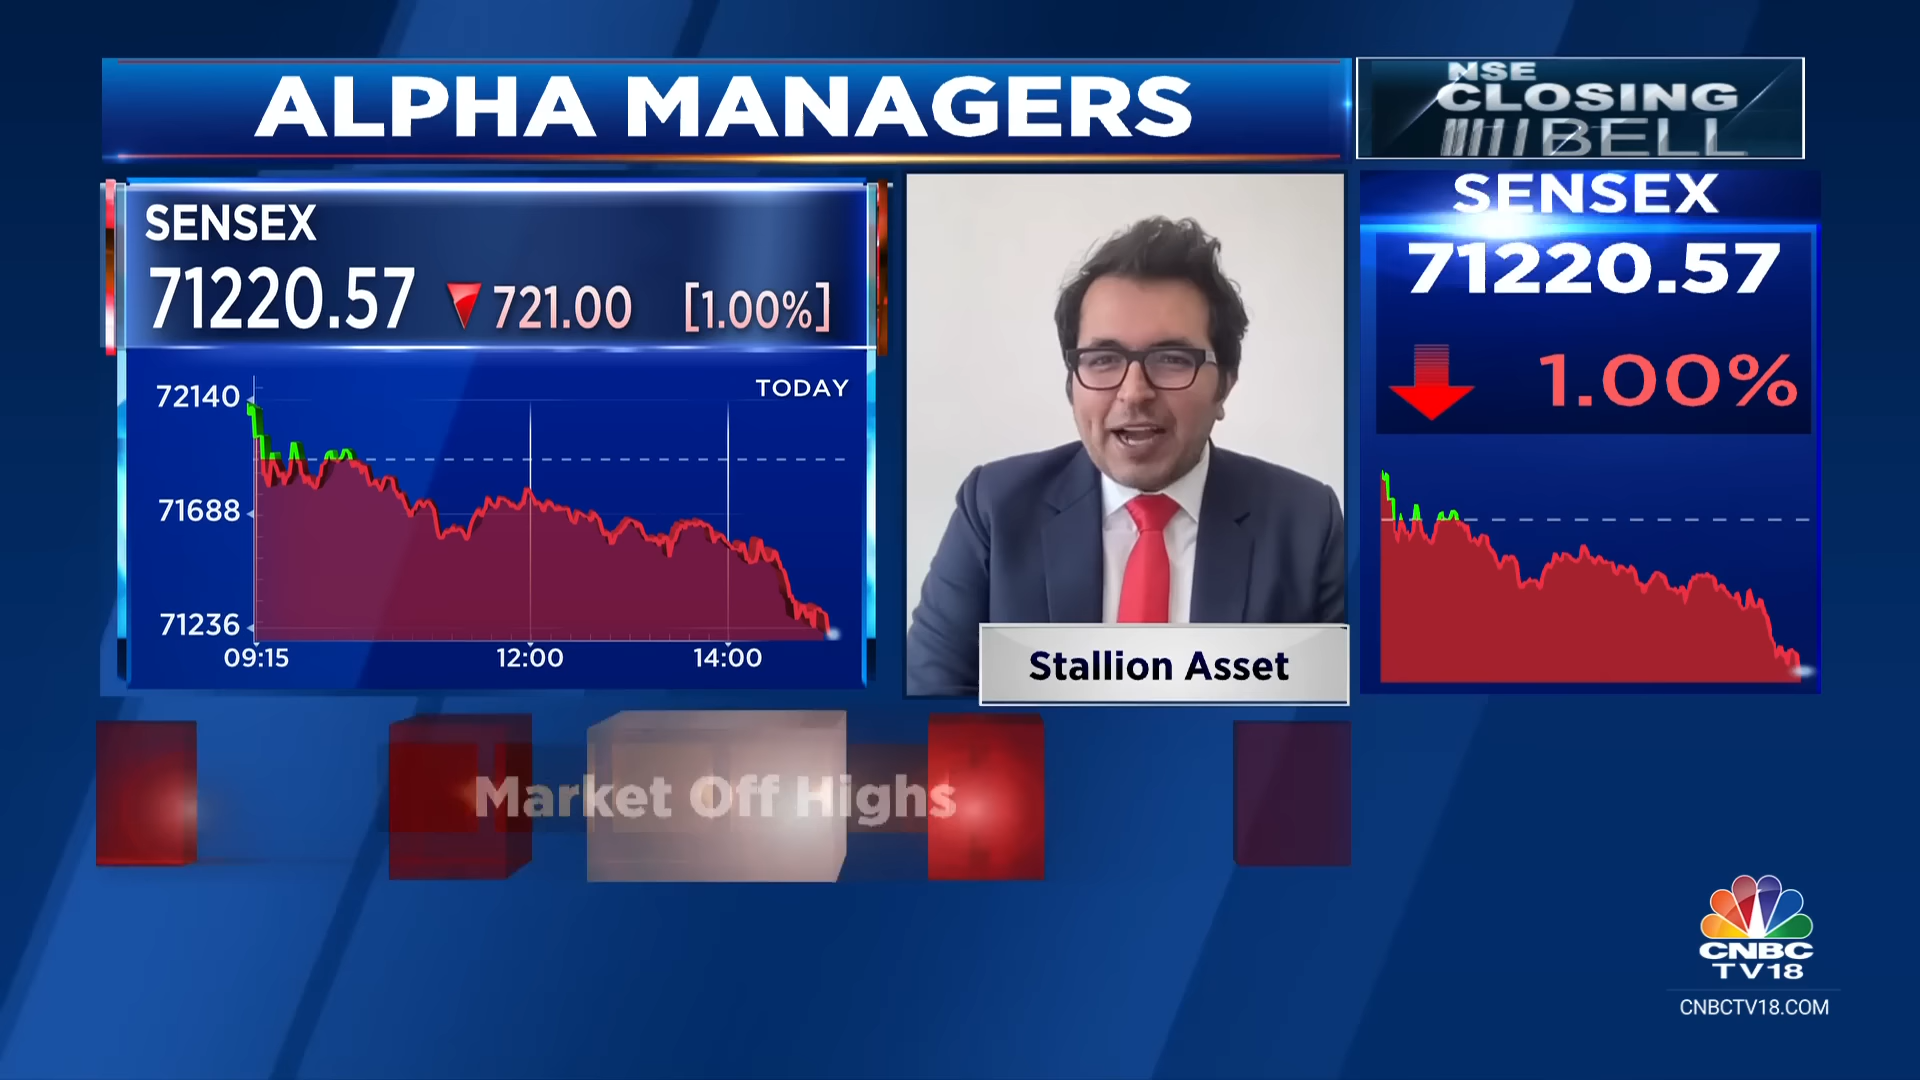 ALPHA MANAGERS
NSE
CLOSING
BELL
SENSEX
71220.57 721.00 [1.00%]
TODAY
72140
71688
71236
09:15 12:00 14:00
Stallion Asset
SENSEX
71220.57
1.00%
Market Off Highs
CNBC
TV18
CNBCTV18.COM